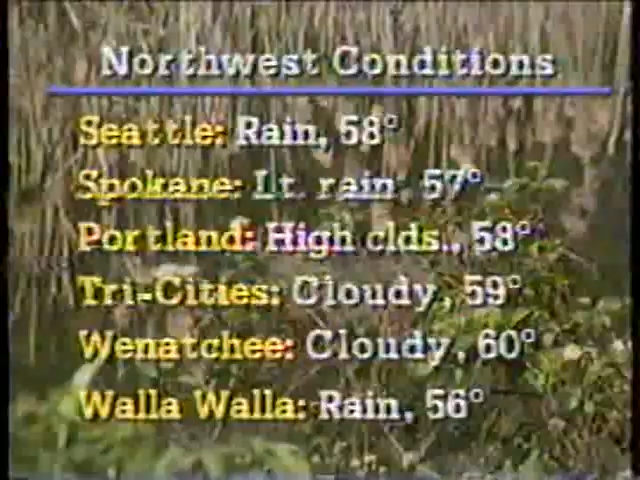 Northwest Conditions
Seattle: Rain, 58°
Spokane: Lt. rain, 57°
Portland: High clds., 58°
Tri-Cities: Cloudy, 59°
Wenatchee: Cloudy, 60°
Walla Walla: Rain, 56°